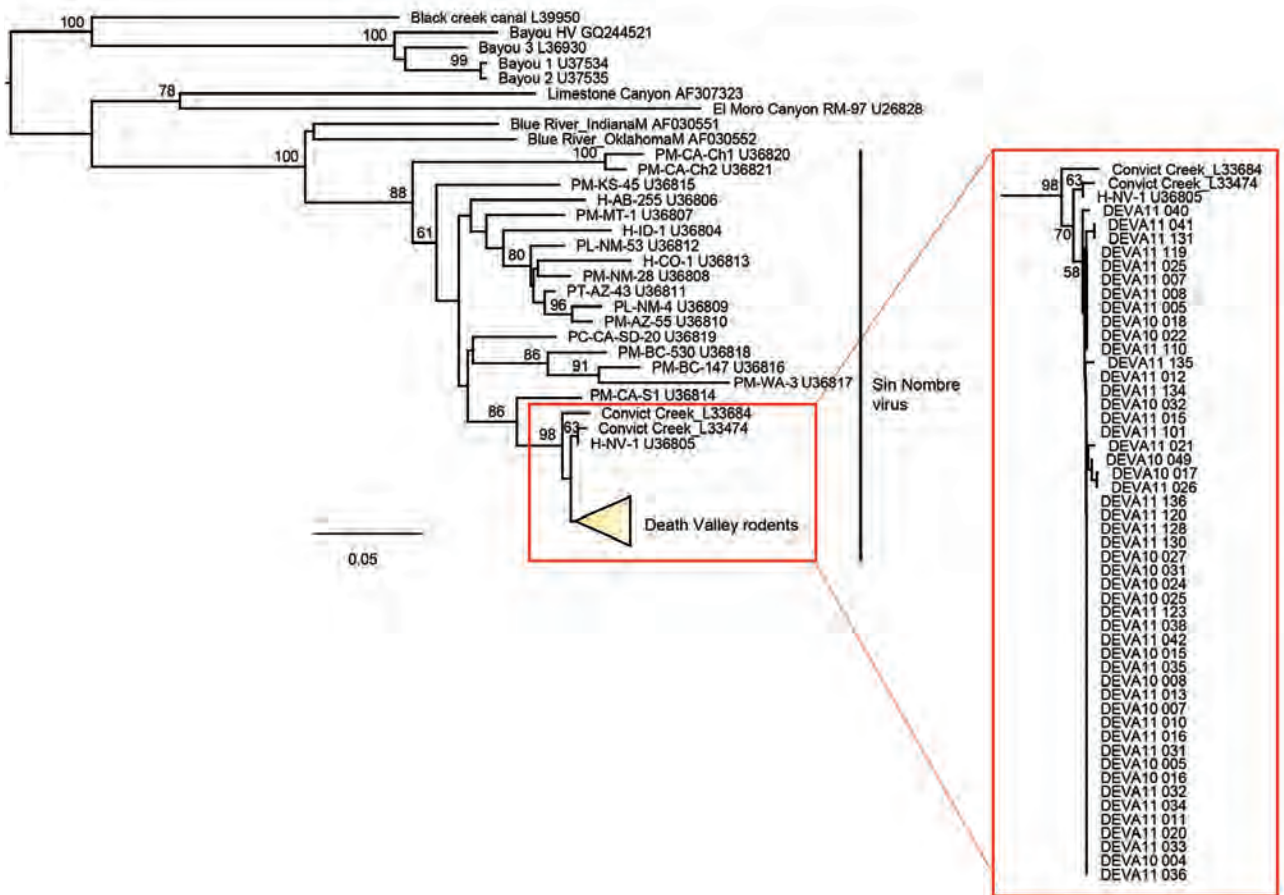 Black creek canal L39950
100
Bayou HV GQ244521
100
Bayou 3 L36930
Bayou 1 U37534
99
Bayou 2 U37535
Limestone Canyon AF307323
78
El Moro Canyon RM-97 U26828
Blue River_IndianaM AF030551
Blue River_OklahomaM AF030552
100
PM-CA-Ch1 U36820
100
PM-CA-Ch2 U36821
PM-KS-45 U36815
88
H-AB-255 U36806
PM-MT-1 U36807
H-ID-1 U36804
61
PL-NM-53 U36812
80
H-CO-1 U36813
PM-NM-28 U36808
PT-AZ-43 U36811
PL-NM-4 U36809
96
PM-AZ-55 U36810
PC-CA-SD-20 U36819
PM-BC-530 U36818
86
PM-BC-147 U36816
91
PM-WA-3 U36817
PM-CA-S1 U36814
86
Convict Creek_L33684
Convict Creek_L33474
63
98
H-NV-1 U36805
Death Valley rodents
0.05
Sin Nombre
virus
Convict Creek_L33684
98
63
Convict Creek_L33474
H-NV-1 U36805
DEVA11 040
70
DEVA11 041
DEVA11 131
DEVA11 119
58
DEVA11 025
DEVA11 007
DEVA11 008
DEVA11 005
DEVA10 018
DEVA10 022
DEVA11 110
DEVA11 135
DEVA11 012
DEVA11 134
DEVA10 032
DEVA11 015
DEVA11 101
DEVA11 021
DEVA10 049
DEVA10 017
DEVA11 026
DEVA11 136
DEVA11 120
DEVA11 128
DEVA11 130
DEVA10 027
DEVA10 031
DEVA10 024
DEVA10 025
DEVA11 123
DEVA11 038
DEVA11 042
DEVA10 015
DEVA11 035
DEVA10 008
DEVA11 013
DEVA10 007
DEVA11 010
DEVA11 016
DEVA11 031
DEVA10 005
DEVA10 016
DEVA11 032
DEVA11 034
DEVA11 011
DEVA11 020
DEVA11 033
DEVA10 004
DEVA11 036